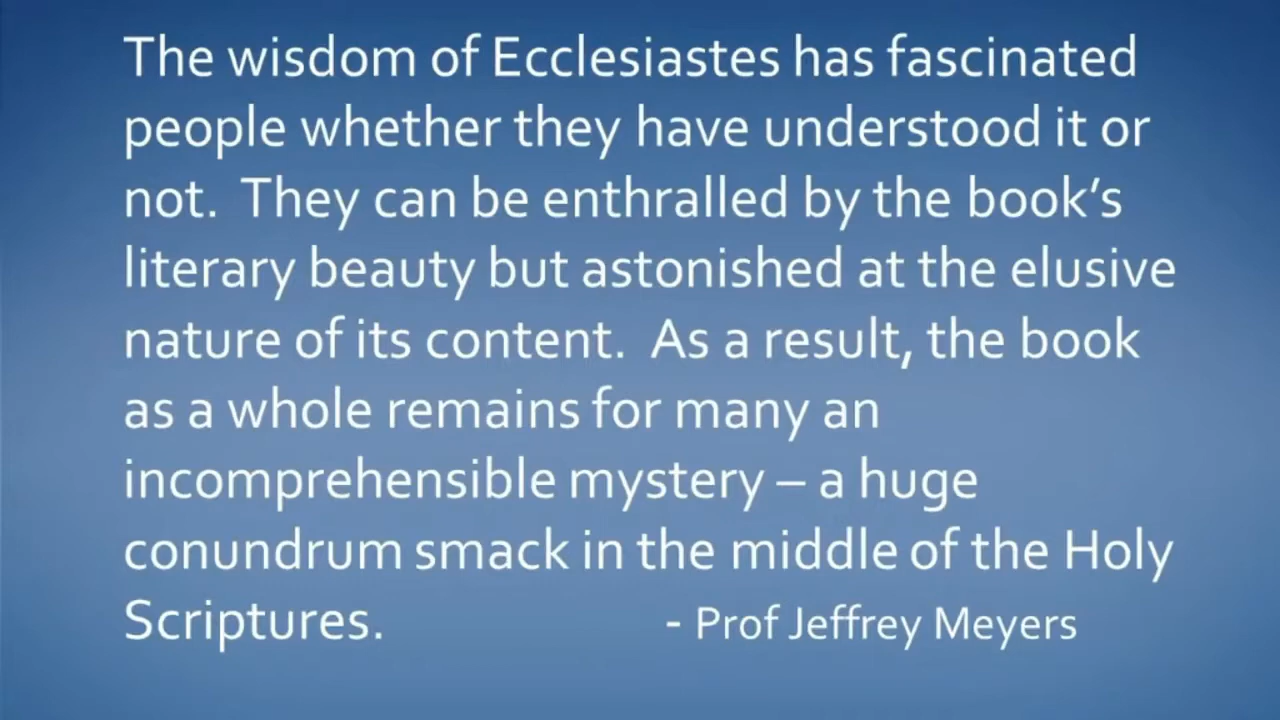 The wisdom of Ecclesiastes has fascinated
people whether they have understood it or
not.  They can be enthralled by the book’s
literary beauty but astonished at the elusive
nature of its content.  As a result, the book
as a whole remains for many an
incomprehensible mystery – a huge
conundrum smack in the middle of the Holy
Scriptures. - Prof Jeffrey Meyers